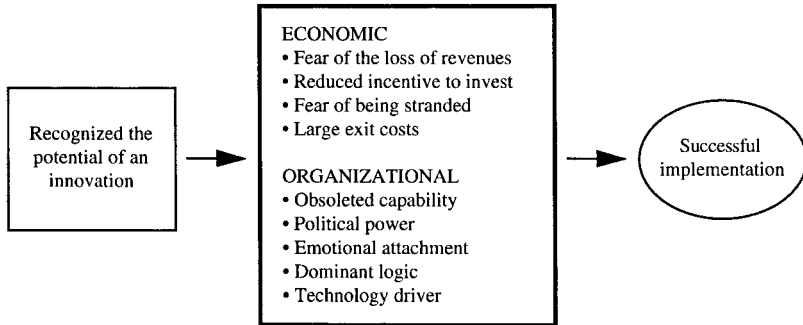 ECONOMIC
• Fear of the loss of revenues
• Reduced incentive to invest
• Fear of being stranded
• Large exit costs
Recognized the
potential of an
innovation
ORGANIZATIONAL
• Obsoleted capability
• Political power
• Emotional attachment
• Dominant logic
• Technology driver
Successful
implementation